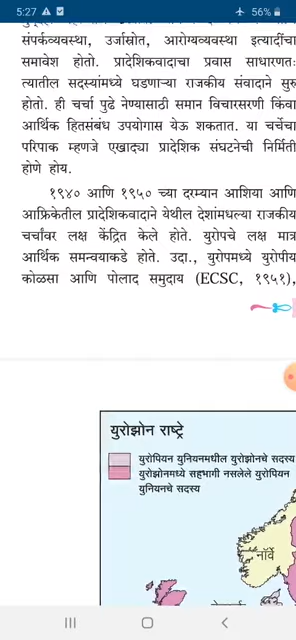 5:27
56%
संपर्कव्यवस्था, उर्जास्रोत, आरोग्यव्यवस्था इत्यादींचा
समावेश होतो. प्रादेशिकवादाचा प्रवास साधारणतः
त्यातील सदस्यांमध्ये घडणाऱ्या राजकीय संवादाने सुरू
होतो. ही चर्चा पुढे नेण्यासाठी समान विचारसरणी किंवा
आर्थिक हितसंबंध उपयोगास येऊ शकतात. या चर्चेचा
परिपाक म्हणजे एखाद्या प्रादेशिक संघटनेची निर्मिती
होणे होय.
१९४० आणि १९५० च्या दरम्यान आशिया आणि
आफ्रिकेतील प्रादेशिकवादाने येथील देशांमधल्या राजकीय
चर्चांवर लक्ष केंद्रित केले होते. युरोपचे लक्ष मात्र
आर्थिक समन्वयाकडे होते. उदा., युरोपमध्ये युरोपीय
कोळसा आणि पोलाद समुदाय (ECSC, १९५१),
युरोझोन राष्ट्रे
युरोपियन युनियनमधील युरोझोनचे सदस्य
युरोझोनमध्ये सहभागी नसलेले युरोपियन
युनियनचे सदस्य
नॉर्वे